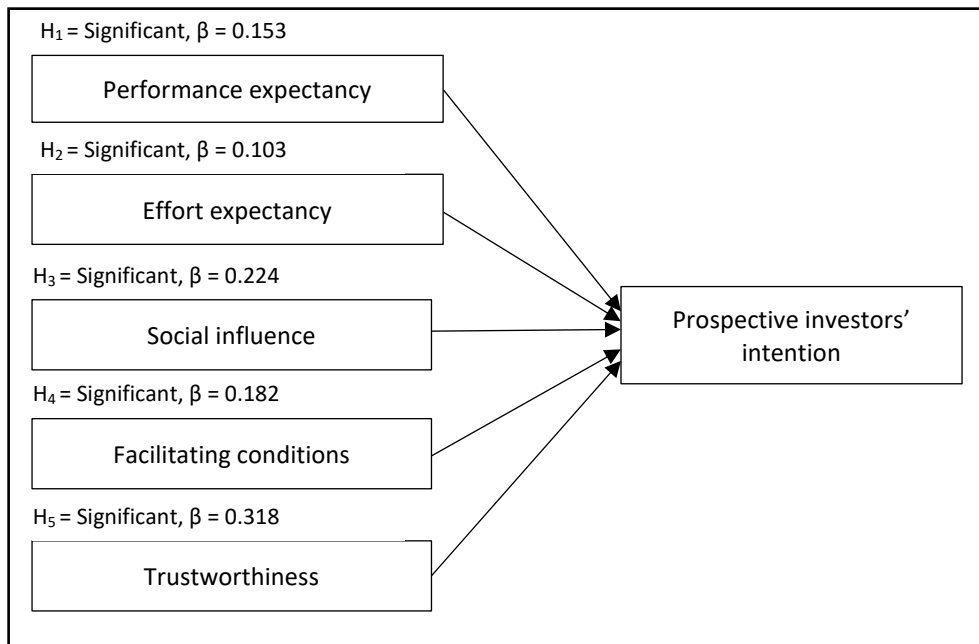 H₁ = Significant, β = 0.153
Performance expectancy
H₂ = Significant, β = 0.103
Effort expectancy
H₃ = Significant, β = 0.224
Social influence
Prospective investors’
intention
H₄ = Significant, β = 0.182
Facilitating conditions
H₅ = Significant, β = 0.318
Trustworthiness